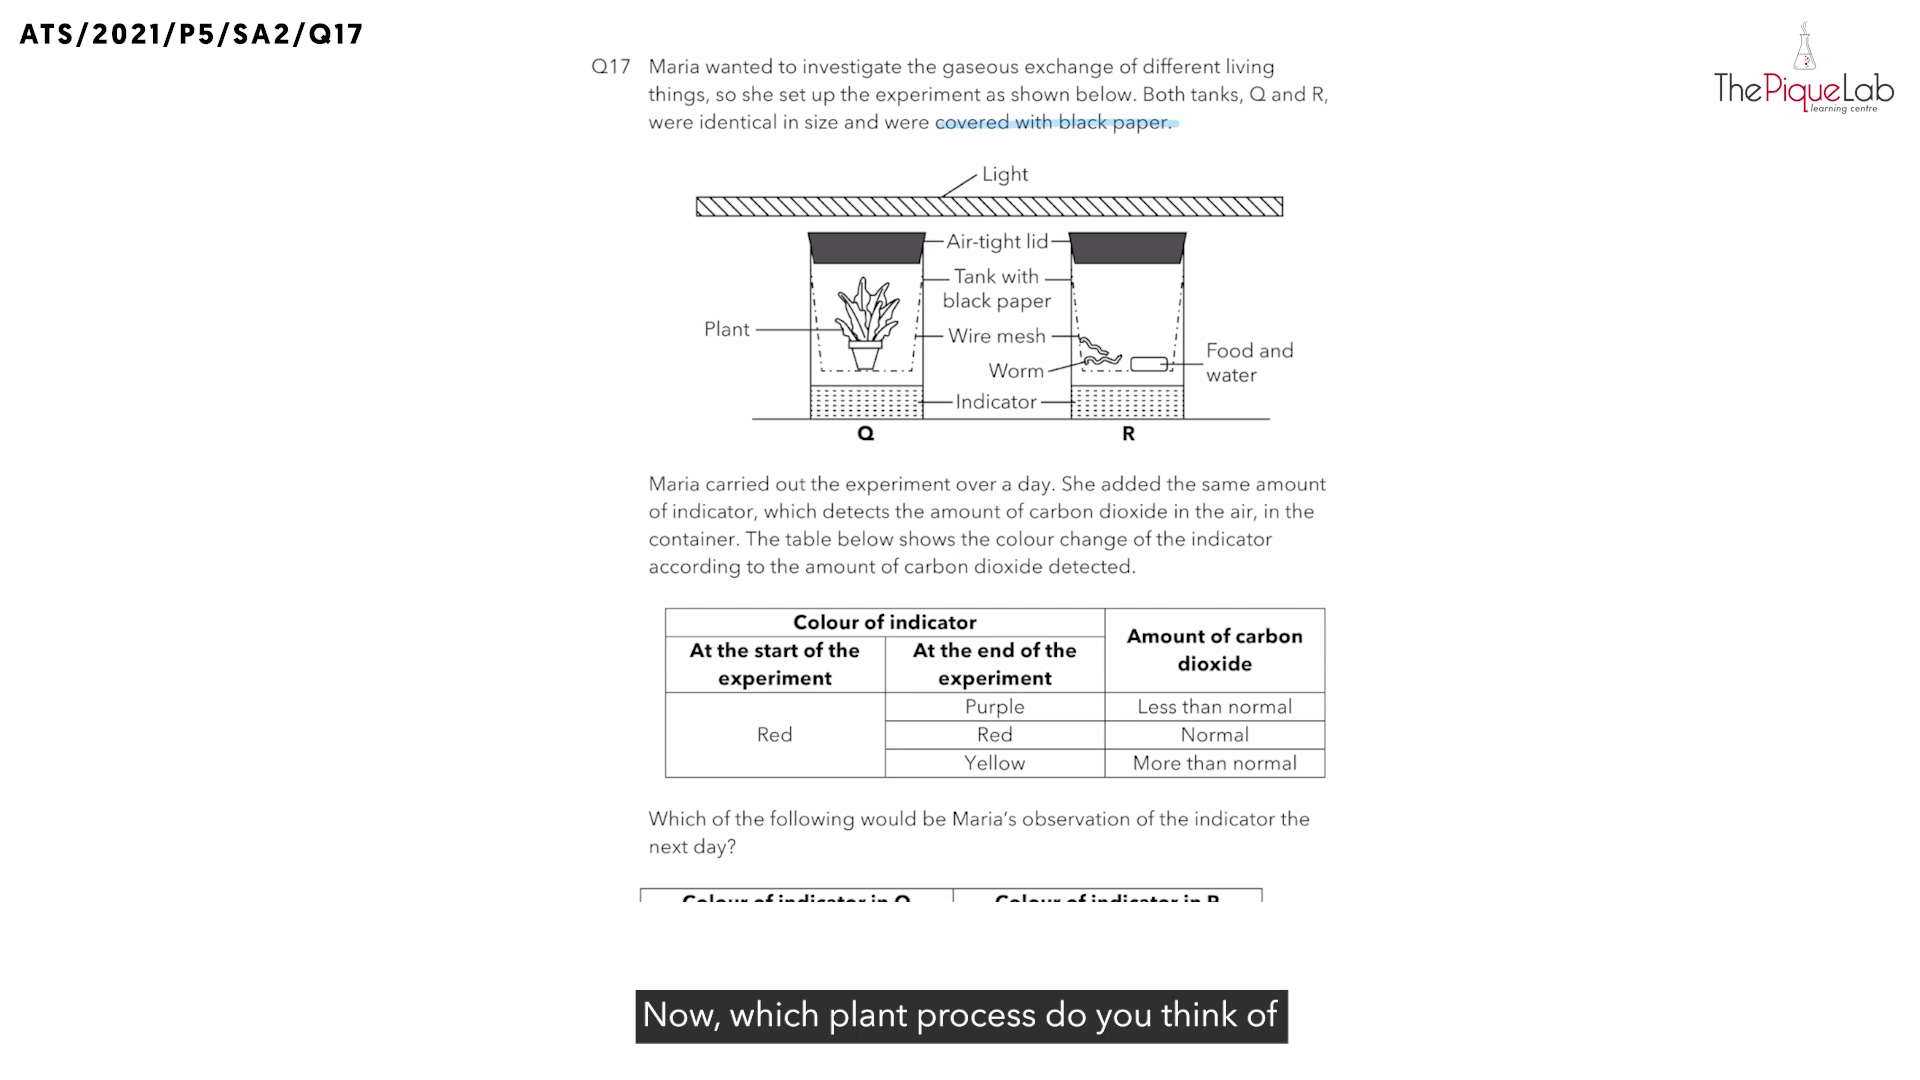 ATS/2021/P5/SA2/Q17
ThePiqueLab
learning centre
Q17 Maria wanted to investigate the gaseous exchange of different living
things, so she set up the experiment as shown below. Both tanks, Q and R,
were identical in size and were covered with black paper.
Light
Air-tight lid
Tank with
black paper
Plant
Wire mesh
Food and
water
Worm
Indicator
Q
R
Maria carried out the experiment over a day. She added the same amount
of indicator, which detects the amount of carbon dioxide in the air, in the
container. The table below shows the colour change of the indicator
according to the amount of carbon dioxide detected.
Colour of indicator
Amount of carbon
dioxide
At the start of the
experiment
At the end of the
experiment
Purple Less than normal
Red Red Normal
Yellow More than normal
Which of the following would be Maria's observation of the indicator the
next day?
Colour of indicator in Q Colour of indicator in R
Now, which plant process do you think of